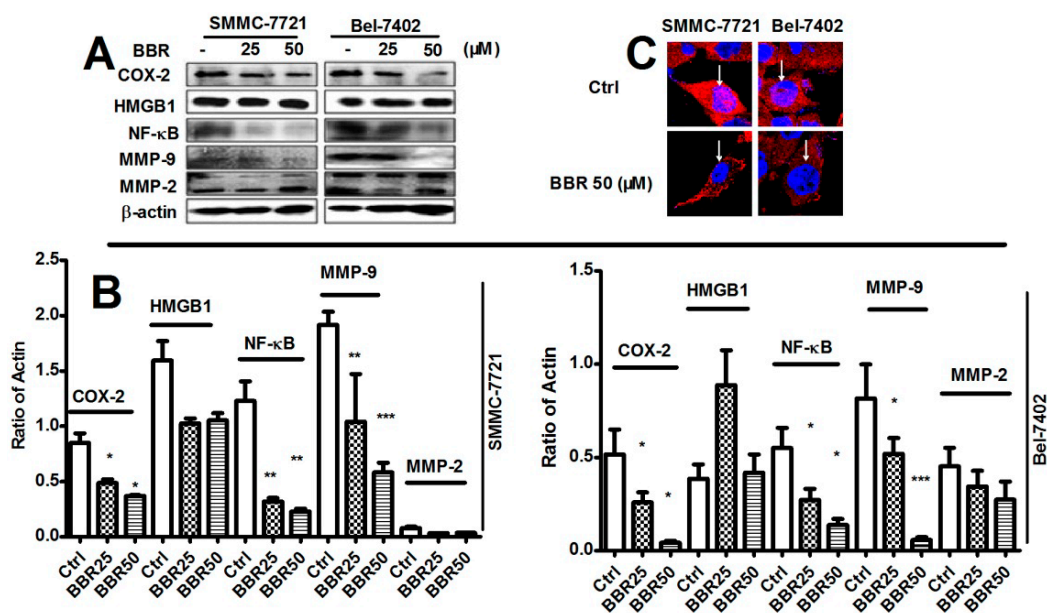 A
SMMC-7721 Bel-7402
BBR - 25 50 - 25 50 (μM)
COX-2
HMGB1
NF-κB
MMP-9
MMP-2
β-actin
C
SMMC-7721 Bel-7402
Ctrl
BBR 50 (μM)
B
Ratio of Actin
2.5
2.0
1.5
1.0
0.5
0.0
COX-2
HMGB1
NF-κB
MMP-9
MMP-2
* * ** ** ** ***
Ctrl BBR25 BBR50 Ctrl BBR25 BBR50 Ctrl BBR25 BBR50 Ctrl BBR25 BBR50 Ctrl BBR25 BBR50
SMMC-7721
Ratio of Actin
1.5
1.0
0.5
0.0
COX-2
HMGB1
NF-κB
MMP-9
MMP-2
* * * * * ***
Ctrl BBR25 BBR50 Ctrl BBR25 BBR50 Ctrl BBR25 BBR50 Ctrl BBR25 BBR50 Ctrl BBR25 BBR50
Bel-7402